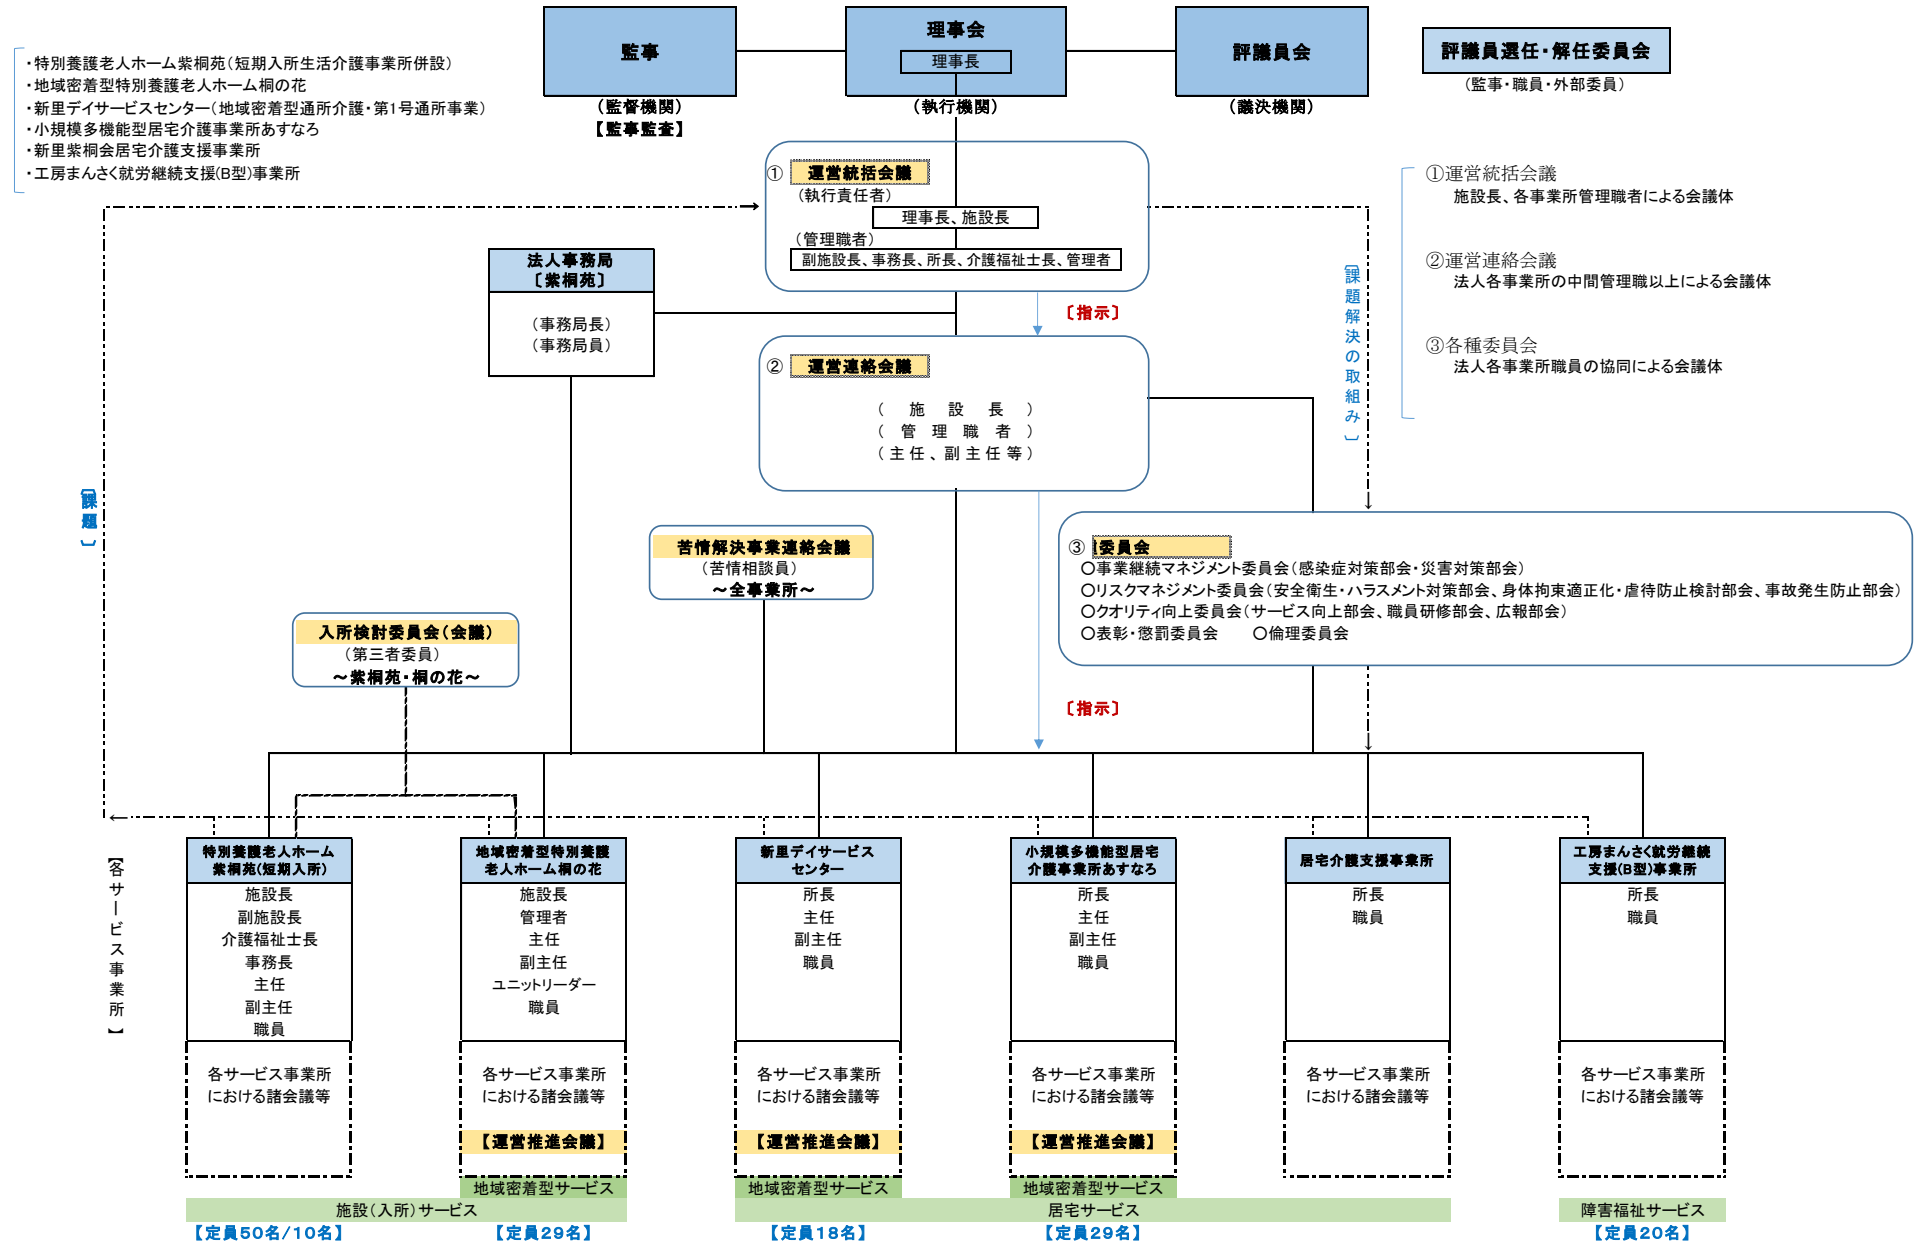 ・特別養護老人ホーム紫桐苑(短期入所生活介護事業所併設)
・地域密着型特別養護老人ホーム桐の花
・新里デイサービスセンター(地域密着型通所介護・第1号通所事業)
・小規模多機能型居宅介護事業所あすなろ
・新里紫桐会居宅介護支援事業所
・工房まんさく就労継続支援(B型)事業所
監事
(監督機関)
【監事監査】
理事会
理事長
(執行機関)
評議員会
(議決機関)
評議員選任・解任委員会
(監事・職員・外部委員)
① 運営統括会議
(執行責任者)
理事長、施設長
(管理職者)
副施設長、事務長、所長、介護福祉士長、管理者
①運営統括会議
施設長、各事業所管理職者による会議体
②運営連絡会議
法人各事業所の中間管理職以上による会議体
③各種委員会
法人各事業所職員の協同による会議体
法人事務局
〔紫桐苑〕
(事務局長)
(事務局員)
〔指示〕
〔課題解決の取組み〕
② 運営連絡会議
(施設長)
(管理職者)
(主任、副主任等)
〔課題〕
苦情解決事業連絡会議
(苦情相談員)
~全事業所~
③ 委員会
○事業継続マネジメント委員会(感染症対策部会・災害対策部会)
○リスクマネジメント委員会(安全衛生・ハラスメント対策部会、身体拘束適正化・虐待防止検討部会、事故発生防止部会)
○クオリティ向上委員会(サービス向上部会、職員研修部会、広報部会)
○表彰・懲罰委員会 ○倫理委員会
入所検討委員会(会議)
(第三者委員)
~紫桐苑・桐の花~
〔指示〕
【各サービス事業所】
特別養護老人ホーム
紫桐苑(短期入所)
施設長
副施設長
介護福祉士長
事務長
主任
副主任
職員
各サービス事業所
における諸会議等
地域密着型特別養護
老人ホーム桐の花
施設長
管理者
主任
副主任
ユニットリーダー
職員
各サービス事業所
における諸会議等
【運営推進会議】
地域密着型サービス
新里デイサービス
センター
所長
主任
副主任
職員
各サービス事業所
における諸会議等
【運営推進会議】
地域密着型サービス
小規模多機能型居宅
介護事業所あすなろ
所長
主任
副主任
職員
各サービス事業所
における諸会議等
【運営推進会議】
地域密着型サービス
居宅介護支援事業所
所長
職員
各サービス事業所
における諸会議等
工房まんさく就労継続
支援(B型)事業所
所長
職員
各サービス事業所
における諸会議等
施設(入所)サービス
居宅サービス
障害福祉サービス
【定員50名/10名】
【定員29名】
【定員18名】
【定員29名】
【定員20名】